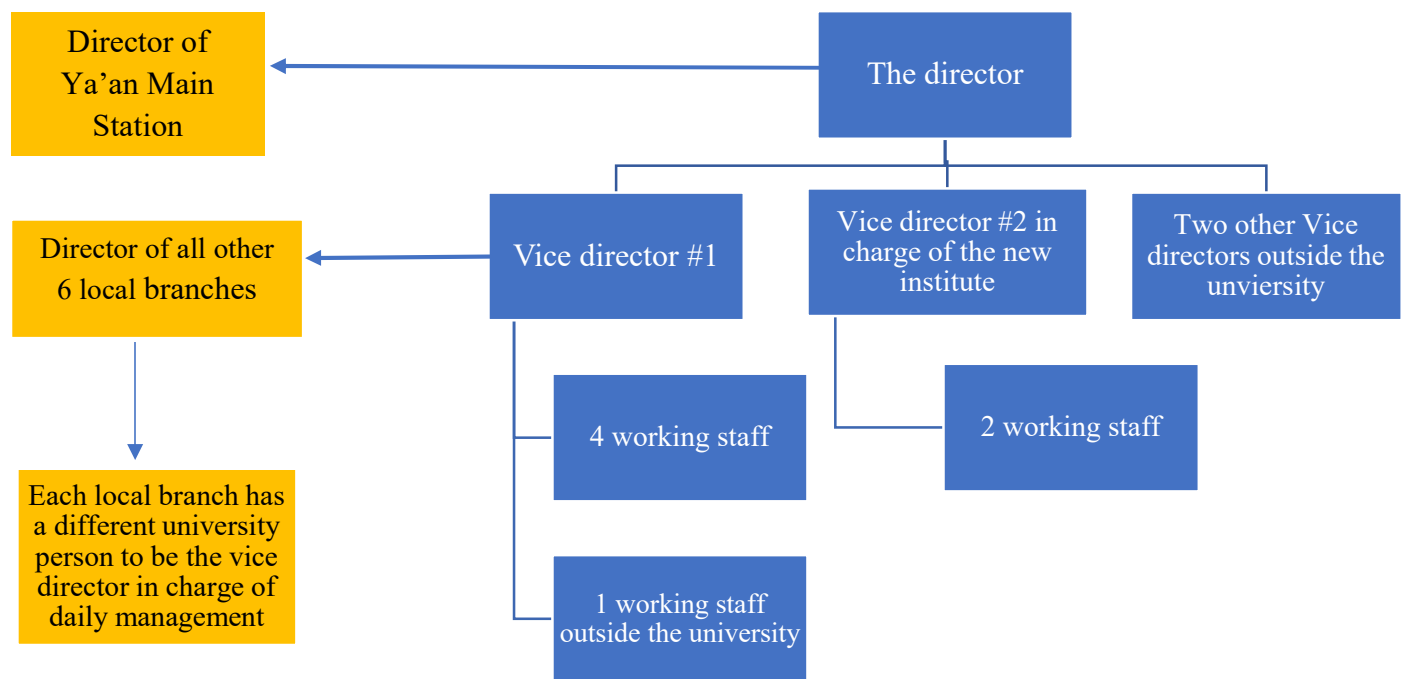 Director of
Ya’an Main
Station
The director
Vice director #1
Vice director #2 in
charge of the new
institute
Two other Vice
directors outside the
unviersity
Director of all other
6 local branches
4 working staff
2 working staff
Each local branch has
a different university
person to be the vice
director in charge of
daily management
1 working staff
outside the university